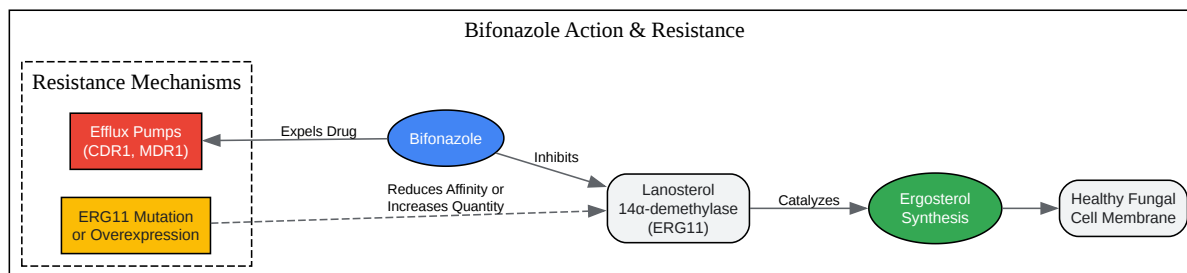 Bifonazole Action & Resistance
Resistance Mechanisms
Efflux Pumps
(CDR1, MDR1)
Expels Drug
Bifonazole
Inhibits
ERG11 Mutation
or Overexpression
Reduces Affinity or
Increases Quantity
Lanosterol
14α-demethylase
(ERG11)
Catalyzes
Ergosterol
Synthesis
Healthy Fungal
Cell Membrane